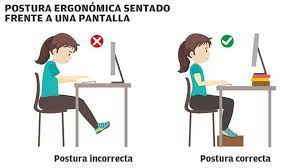 POSTURA ERGONÓMICA SENTADO
FRENTE A UNA PANTALLA
Postura incorrecta
Postura correcta